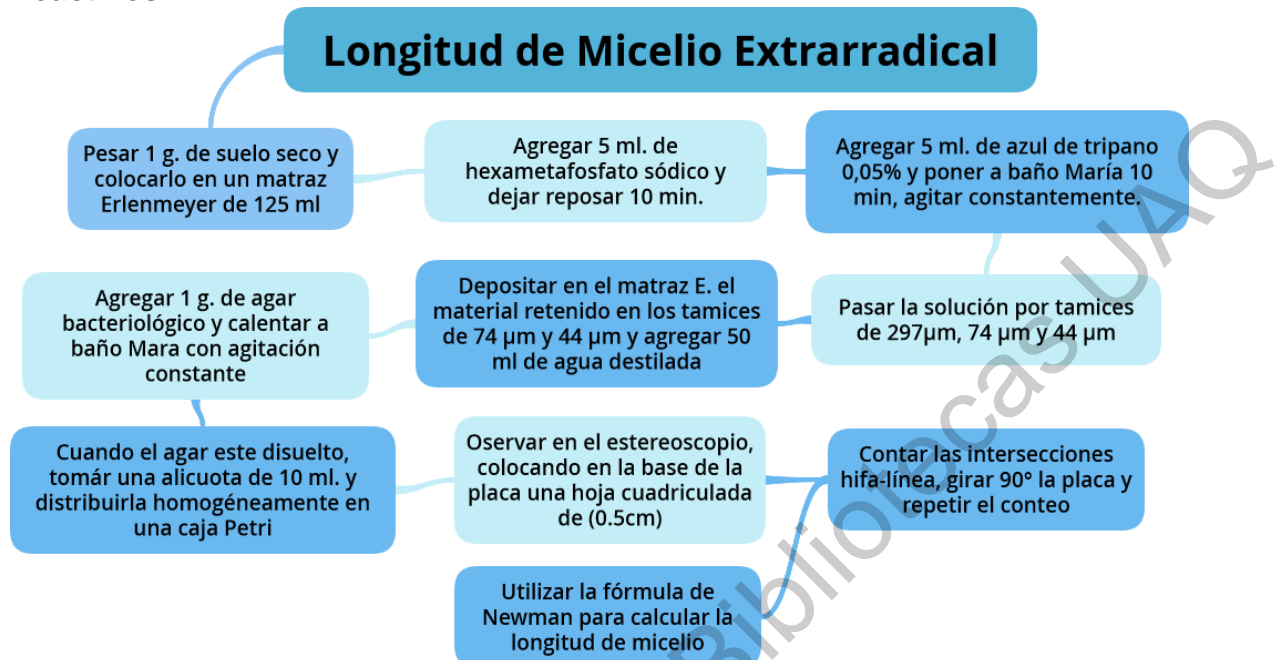 Longitud de Micelio Extrarradical
Pesar 1 g. de suelo seco y
colocarlo en un matraz
Erlenmeyer de 125 ml
Agregar 5 ml. de
hexametafosfato sódico y
dejar reposar 10 min.
Agregar 5 ml. de azul de tripano
0,05% y poner a baño María 10
min, agitar constantemente.
Pasar la solución por tamices
de 297µm, 74 µm y 44 µm
Depositar en el matraz E. el
material retenido en los tamices
de 74 µm y 44 µm y agregar 50
ml de agua destilada
Agregar 1 g. de agar
bacteriológico y calentar a
baño Mara con agitación
constante
Cuando el agar este disuelto,
tomár una alicuota de 10 ml. y
distribuirla homogéneamente en
una caja Petri
Oservar en el estereoscopio,
colocando en la base de la
placa una hoja cuadriculada
de (0.5cm)
Contar las intersecciones
hifa-línea, girar 90° la placa y
repetir el conteo
Utilizar la fórmula de
Newman para calcular la
longitud de micelio
Bibliotecas UAQ